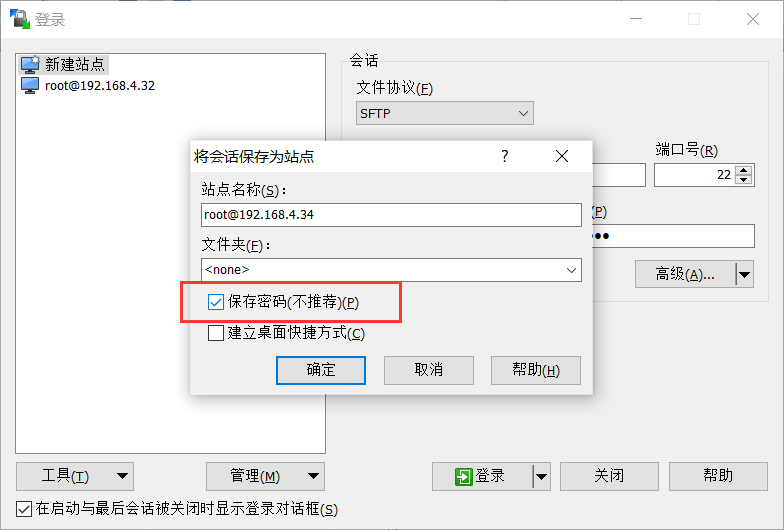 登录
新建站点
root@192.168.4.32
会话
文件协议(F)
SFTP
端口号(R)
22
(P)
将会话保存为站点
?
站点名称(S):
root@192.168.4.34
文件夹(F):
<none>
保存密码(不推荐)(P)
建立桌面快捷方式(C)
确定
取消
帮助(H)
高级(A)...
工具(T)
管理(M)
登录
关闭
帮助
在启动与最后会话被关闭时显示登录对话框(S)